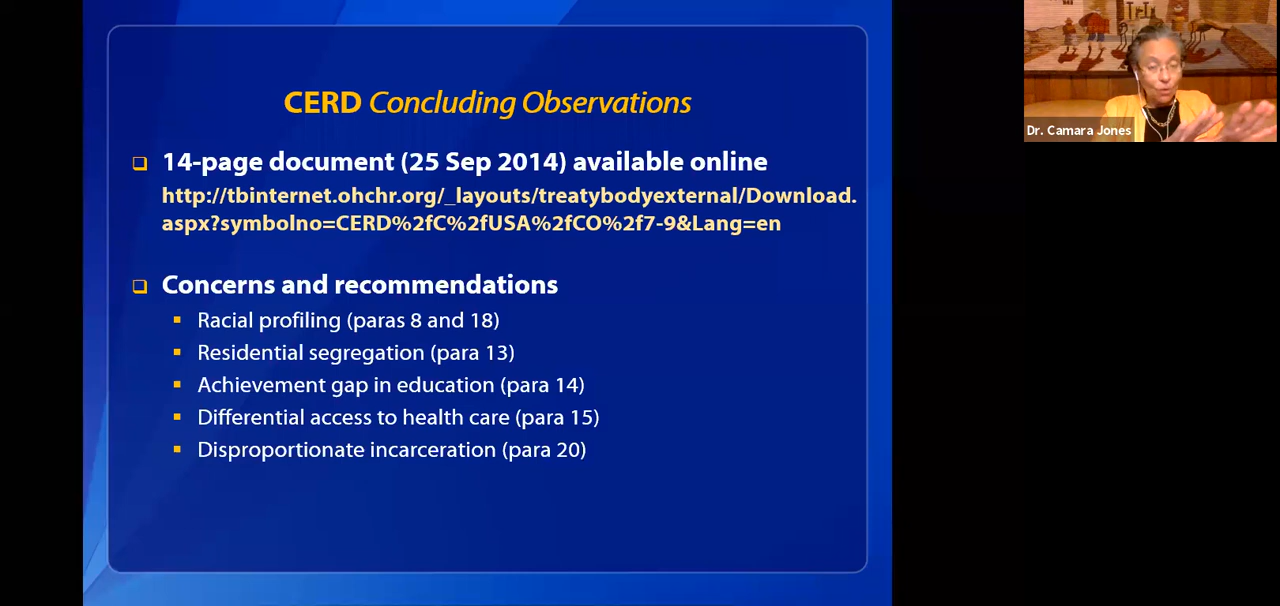 CERD Concluding Observations
14-page document (25 Sep 2014) available online
http://tbinternet.ohchr.org/_layouts/treatybodyexternal/Download.
aspx?symbolno=CERD%2fC%2fUSA%2fCO%2f7-9&Lang=en
Concerns and recommendations
Racial profiling (paras 8 and 18)
Residential segregation (para 13)
Achievement gap in education (para 14)
Differential access to health care (para 15)
Disproportionate incarceration (para 20)
Dr. Camara Jones